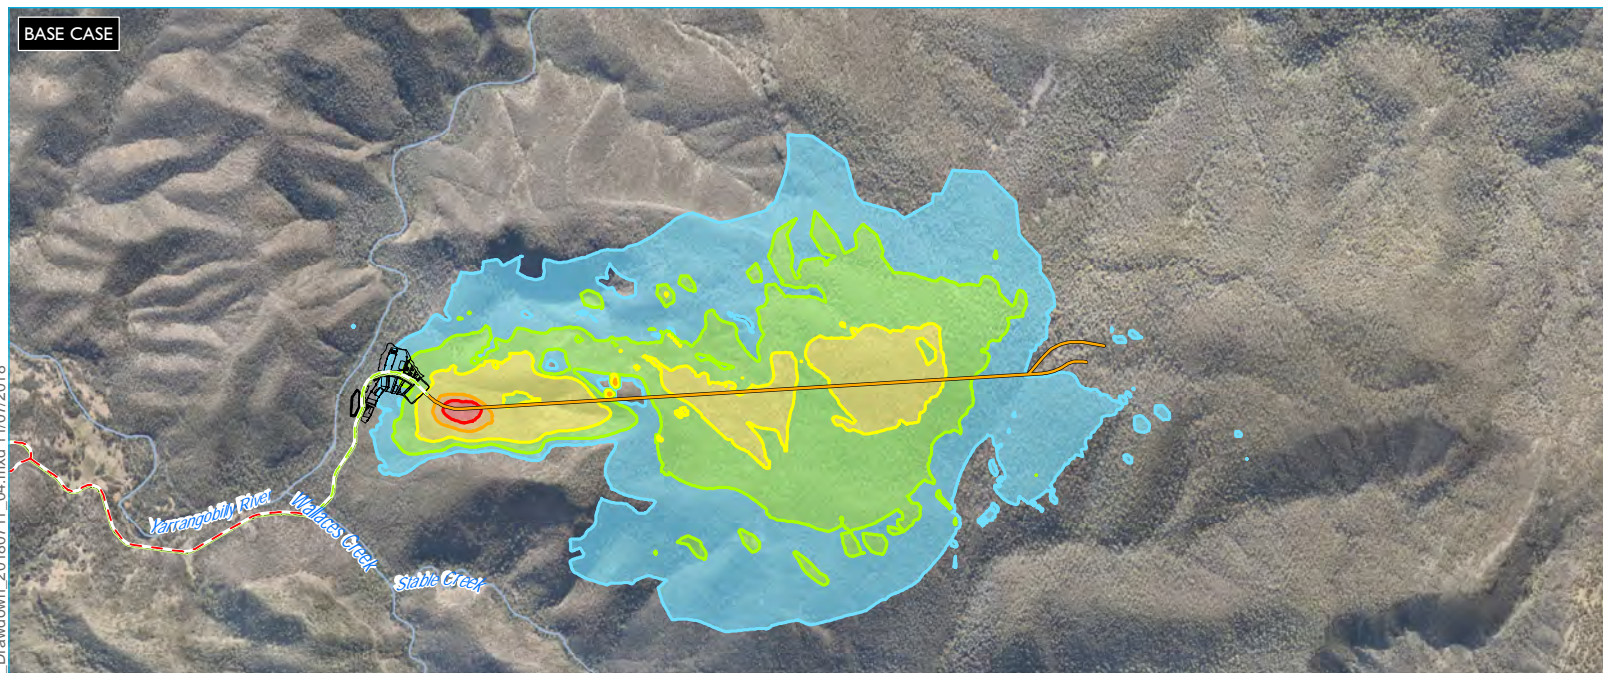 BASE CASE
Yarrangobilly River
Wallaces Creek
Stable Creek